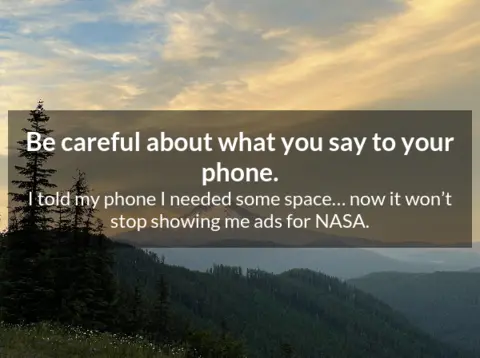 Be careful about what you say to your
phone.
I told my phone I needed some space... now it won't
stop showing me ads for NASA.